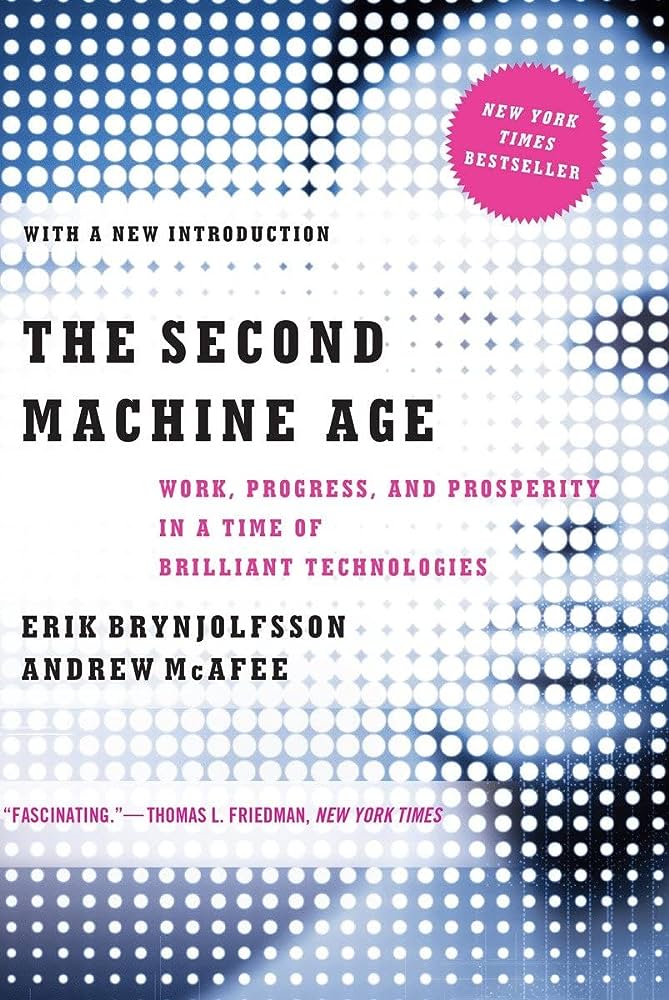 NEW YORK
TIMES
BESTSELLER
WITH A NEW INTRODUCTION
THE SECOND
MACHINE AGE
WORK, PROGRESS, AND PROSPERITY
IN A TIME OF
BRILLIANT TECHNOLOGIES
ERIK BRYNJOLFSSON
ANDREW McAFEE
“FASCINATING.”—THOMAS L. FRIEDMAN, NEW YORK TIMES